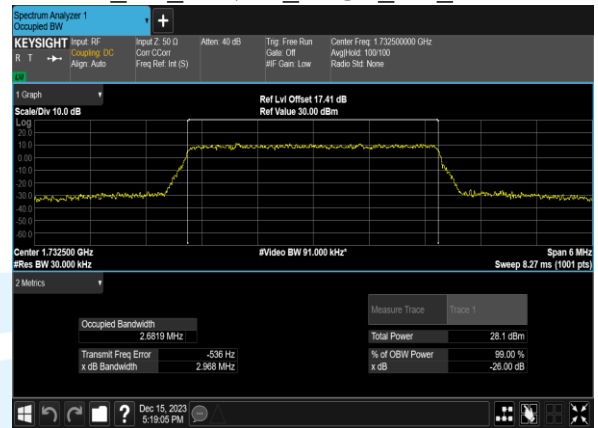 Spectrum Analyzer 1
Occupied BW
KEYSIGHT Input: RF Input Z: 50 Ω Atten: 40 dB Trig: Free Run Center Freq: 1.732500000 GHz
R T Coupling: DC Corr CCorr Gate: Off Avg|Hold: 100/100
Align: Auto Freq Ref: Int (S) #IF Gain: Low Radio Std: None
1 Graph
Ref Lvl Offset 17.41 dB
Scale/Div 10.0 dB Ref Value 30.00 dBm
Log
20.0
10.0
0.00
-10.0
-20.0
-30.0
-40.0
-50.0
-60.0
Center 1.732500 GHz #Video BW 91.000 kHz* Span 6 MHz
#Res BW 30.000 kHz Sweep 8.27 ms (1001 pts)
2 Metrics
Measure Trace Trace 1
Occupied Bandwidth
2.6819 MHz Total Power 28.1 dBm
Transmit Freq Error -536 Hz % of OBW Power 99.00 %
x dB Bandwidth 2.968 MHz x dB -26.00 dB
Dec 15, 2023
5:19:05 PM